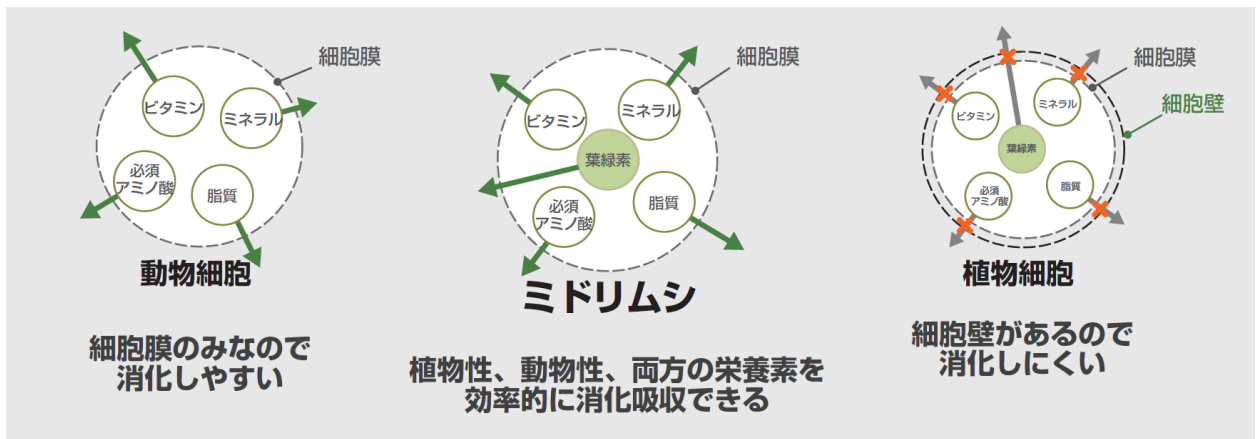 細胞膜
ビタミン
ミネラル
必須
アミノ酸
脂質
動物細胞
細胞膜のみなので
消化しやすい
細胞膜
ビタミン
ミネラル
葉緑素
必須
アミノ酸
脂質
ミドリムシ
植物性、動物性、両方の栄養素を
効率的に消化吸収できる
細胞膜
細胞壁
ビタミン
ミネラル
葉緑素
必須
アミノ酸
脂質
植物細胞
細胞壁があるので
消化しにくい